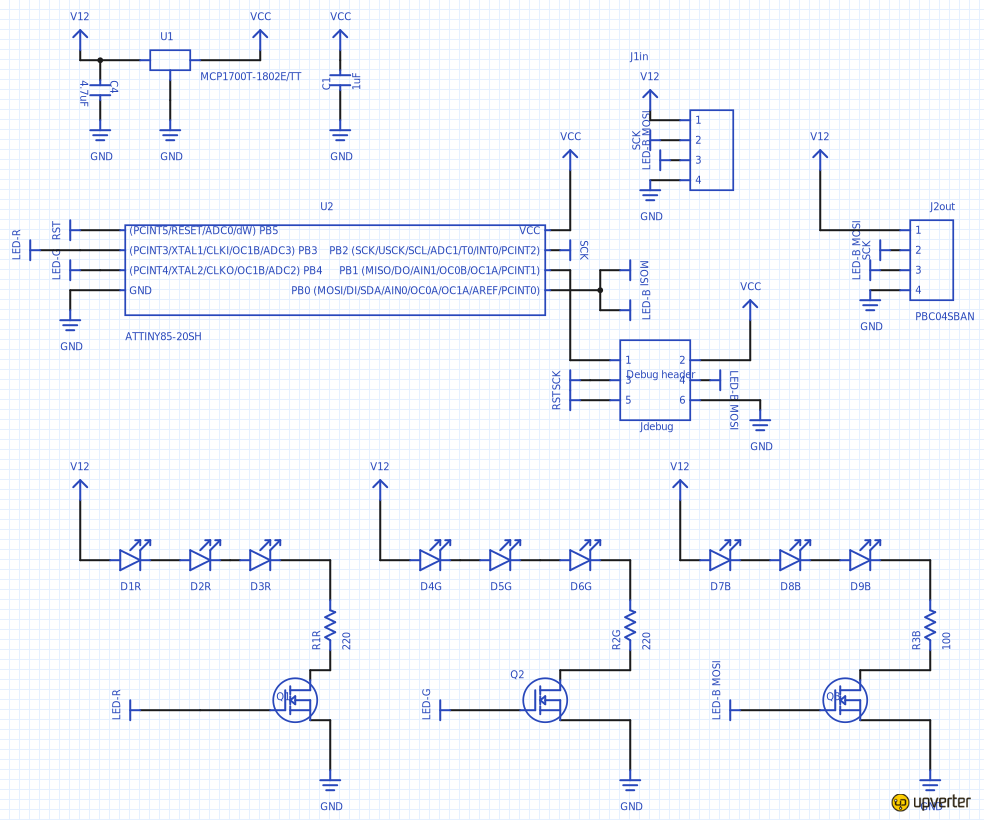 V12
VCC
VCC
U1
MCP1700T-1802E/TT
4.7uF
C4
C1
1uF
GND
GND
GND
J1in
V12
SCK
LED-B MOSI
1
2
3
4
GND
VCC
V12
J2out
LED-B MOSI
SCK
1
2
3
4
GND
PBC04SBAN
U2
LED-R
RST
LED-G
(PCINT5/RESET/ADC0/dW) PB5
VCC
(PCINT3/XTAL1/CLKI/OC1B/ADC3) PB3
PB2 (SCK/USCK/SCL/ADC1/T0/INT0/PCINT2)
(PCINT4/XTAL2/CLKO/OC1B/ADC2) PB4
PB1 (MISO/DO/AIN1/OC0B/OC1A/PCINT1)
GND
PB0 (MOSI/DI/SDA/AIN0/OC0A/OC1A/AREF/PCINT0)
SCK
MOSI
LED-B
GND
ATTINY85-20SH
VCC
1
2
Debug header
3
4
5
6
SCK
RST
LED-B MOSI
Jdebug
GND
V12
V12
V12
D1R
D2R
D3R
D4G
D5G
D6G
D7B
D8B
D9B
R1R
220
R2G
220
R3B
100
LED-R
Q1
LED-G
Q2
LED-B MOSI
Q3
GND
GND
GND
upverter